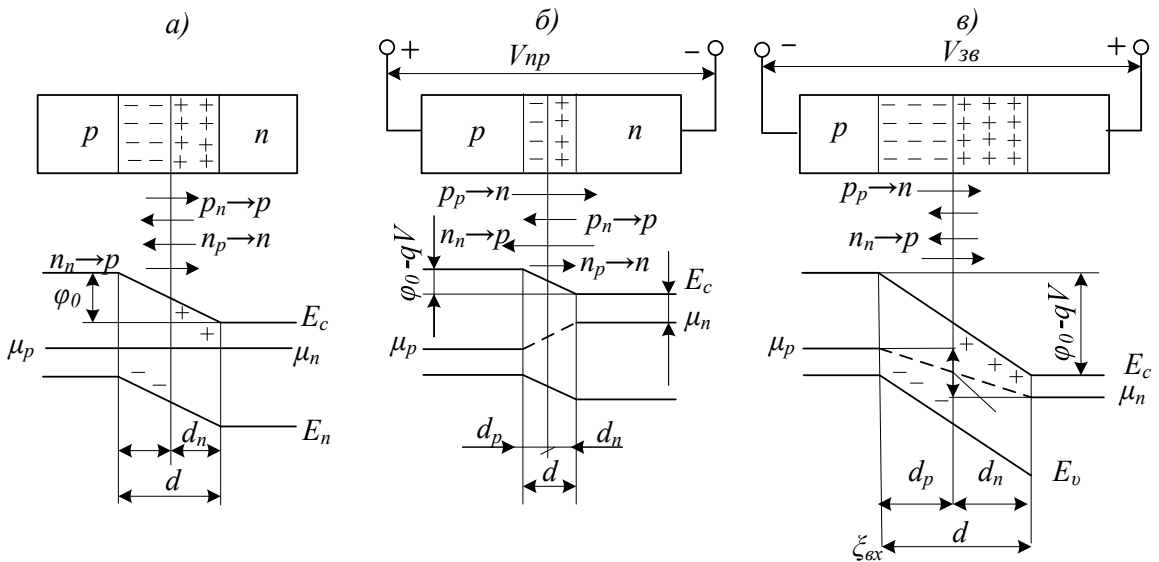 а)
б)
в)
+ Vпр −
− Vзв +
p − − + + n
− − + +
− − + +
− − + +
p − + n
− +
− +
− +
p − − − − + + + n
− − − − + + +
− − − − + + +
− − − − + + +
pn→p
np→n
nn→p
φ0
Ec
μp
μn
En
+
+
− −
dn
d
pp→n
pn→p
nn→p
np→n
φ0-qV
Ec
μn
μp
dp
dn
d
pp→n
nn→p
φ0-qV
μp
Ec
μn
Eυ
+
+ +
− −
−
dp
dn
d
ξвх